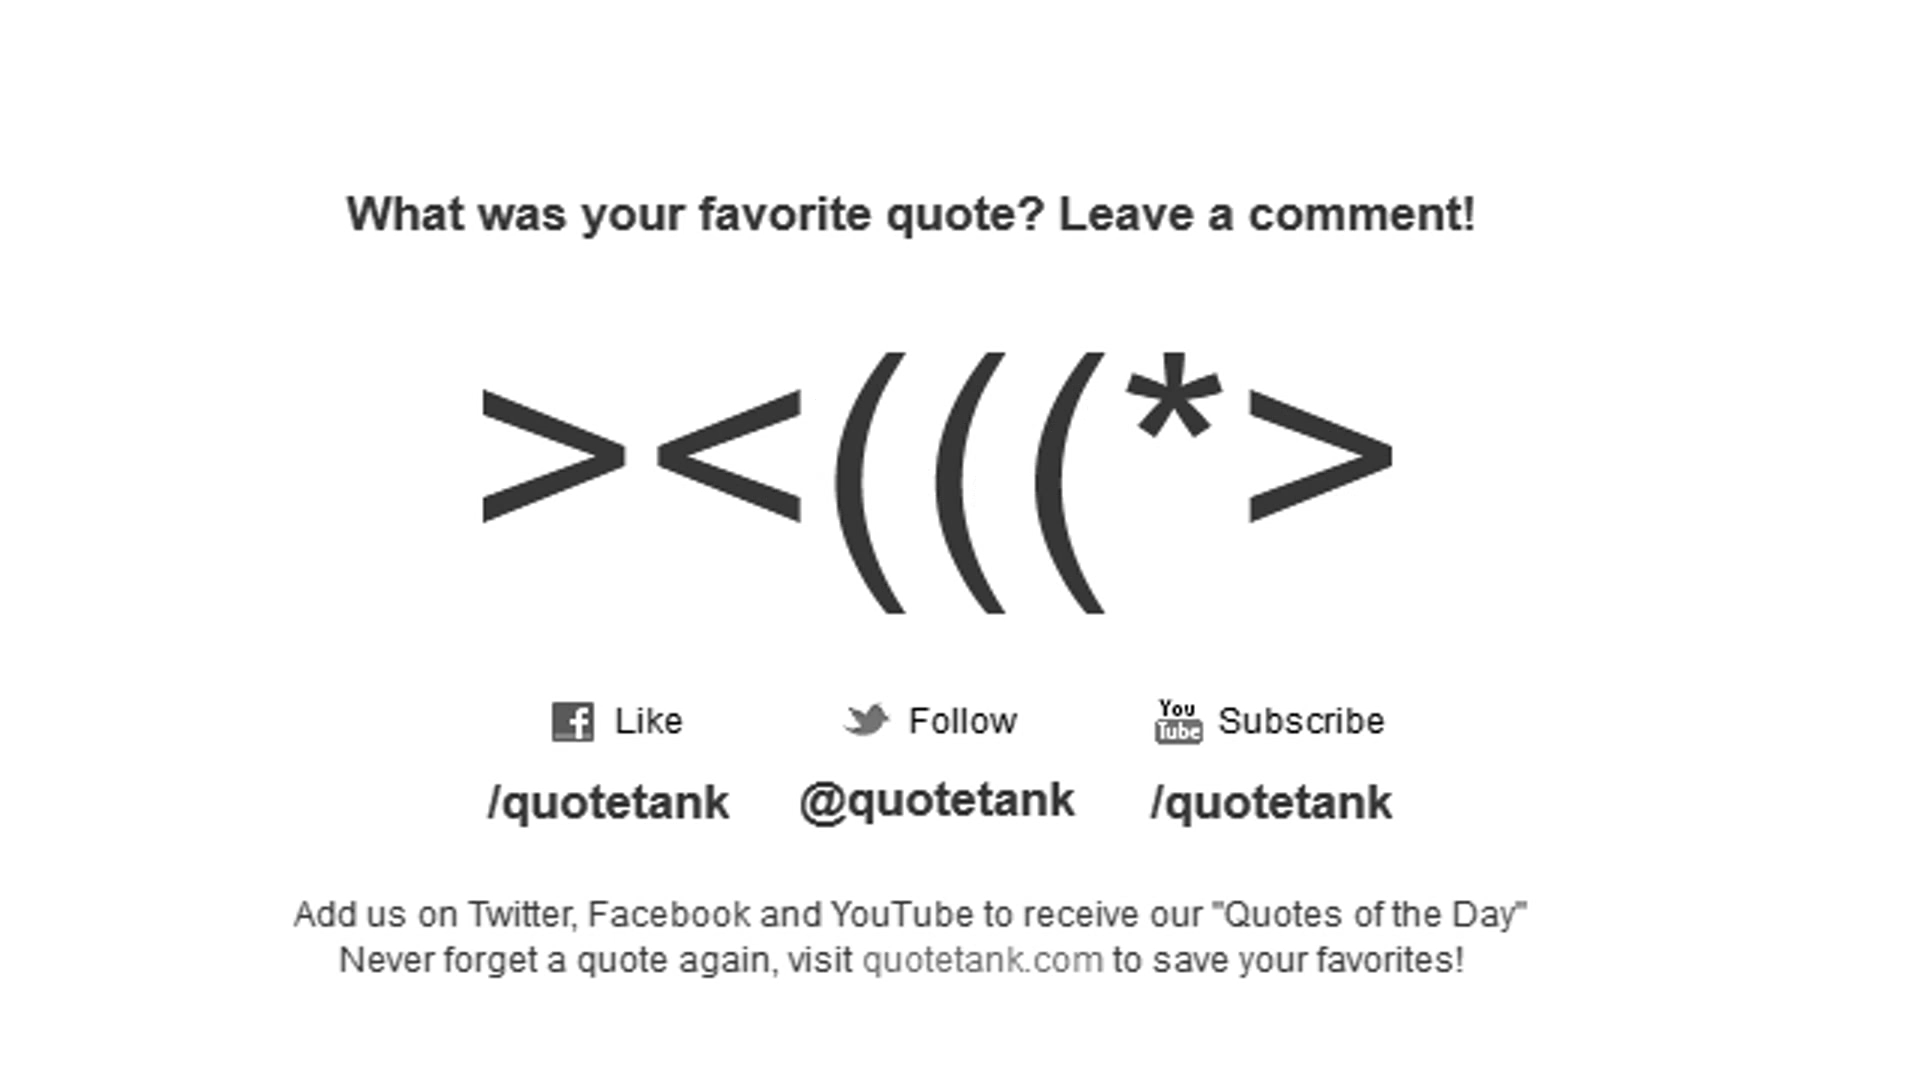 What was your favorite quote? Leave a comment!
><(((*>
f Like Follow You Tube Subscribe
/quotetank @quotetank /quotetank
Add us on Twitter, Facebook and YouTube to receive our "Quotes of the Day"
Never forget a quote again, visit quotetank.com to save your favorites!